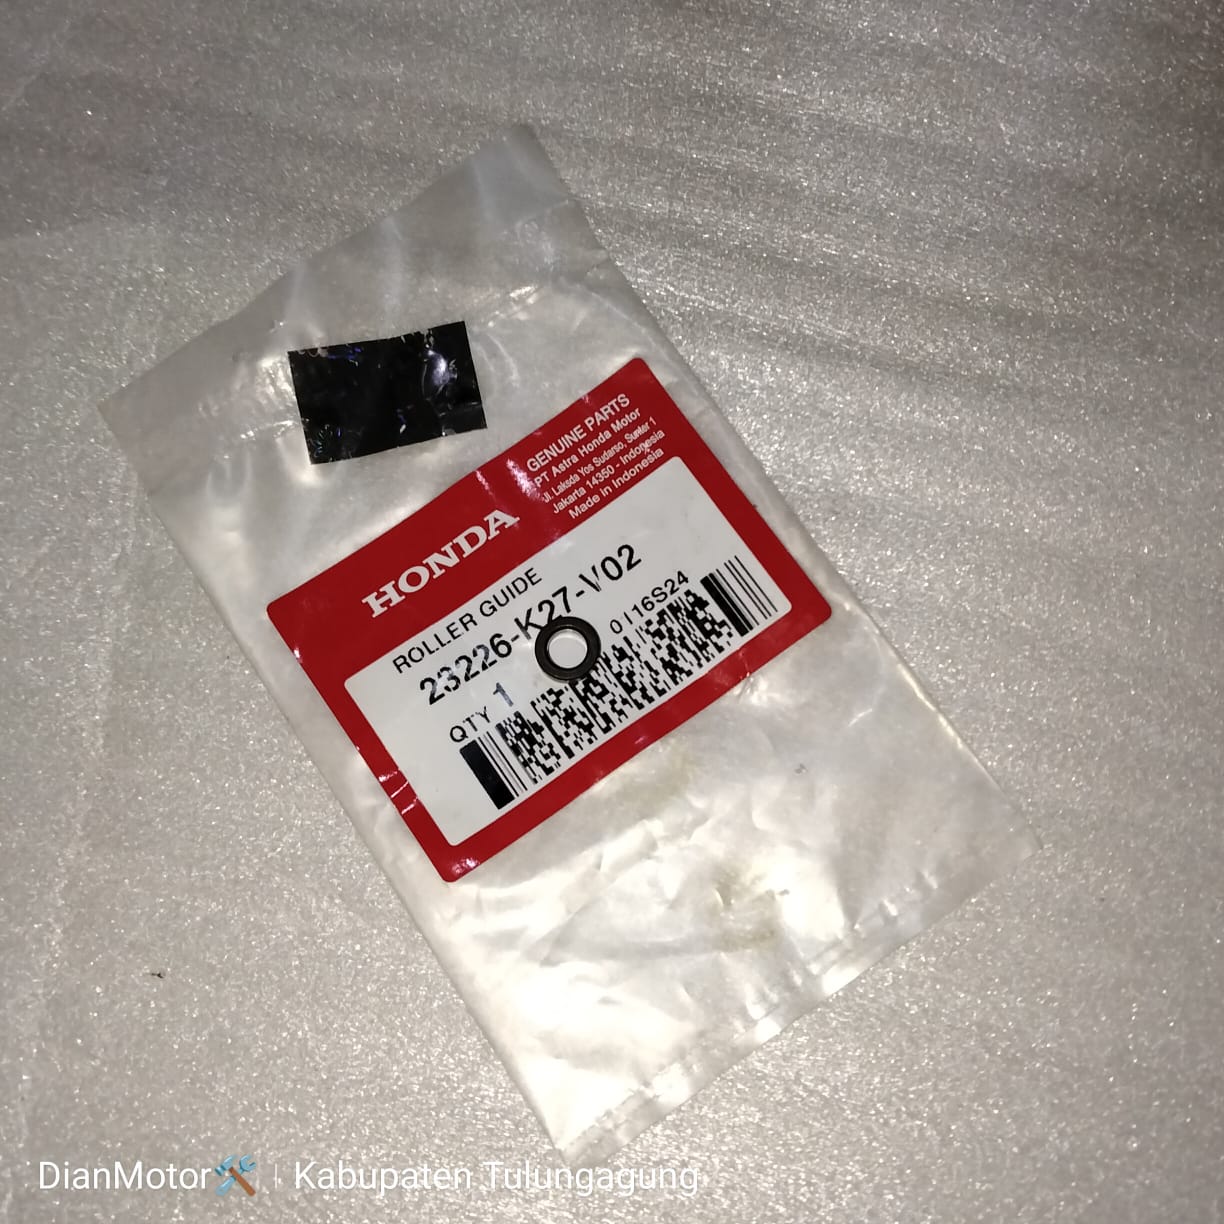 GENUINE PARTS
PT Astra Honda Motor
Jl. Laksda Yos Sudarso, Sunter 1
Jakarta 14350 - Indonesia
Made in Indonesia
HONDA
ROLLER GUIDE
23226-K27-V02
QTY 1
0116S24
DianMotor🛠️ | Kabupaten Tulungagung